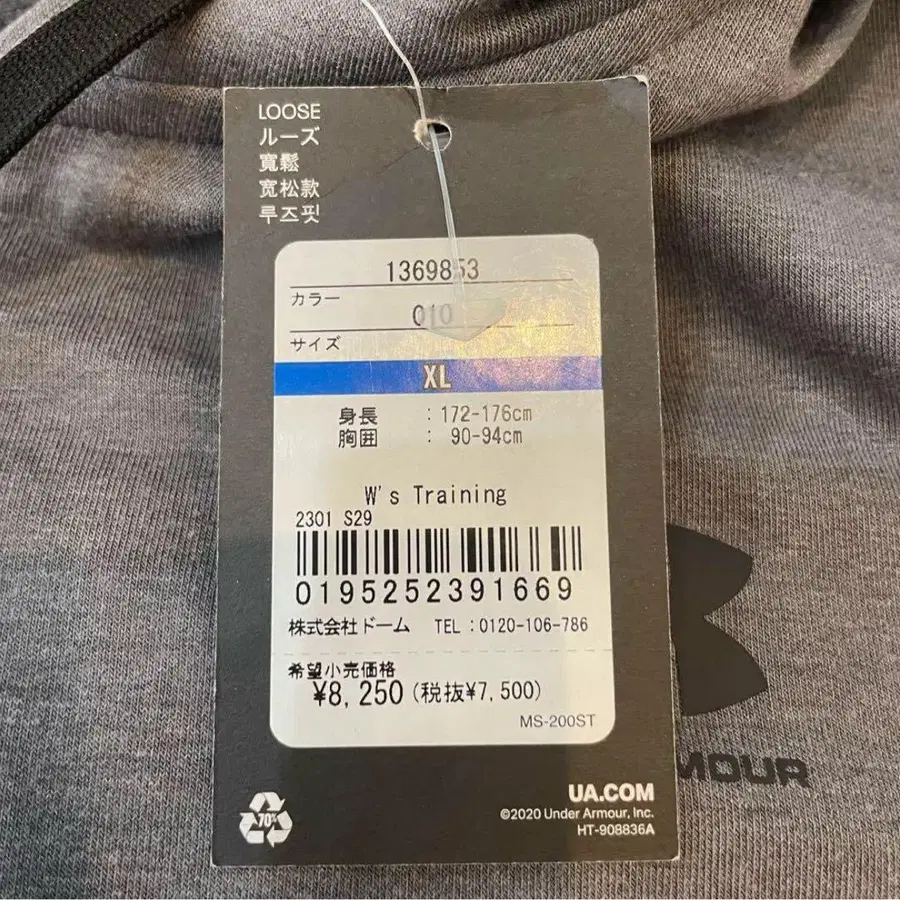 LOOSE
ルーズ
寬鬆
宽松款
루즈핏
1369853
カラー
010
サイズ
XL
身長 : 172-176cm
胸囲 : 90-94cm
W's Training
2301 S29
0195252391669
株式会社ドーム TEL:0120-106-786
希望小売価格
¥8,250(税抜¥7,500)
MS-200ST
70%
UA.COM
©2020 Under Armour, Inc.
HT-908836A
MOUR